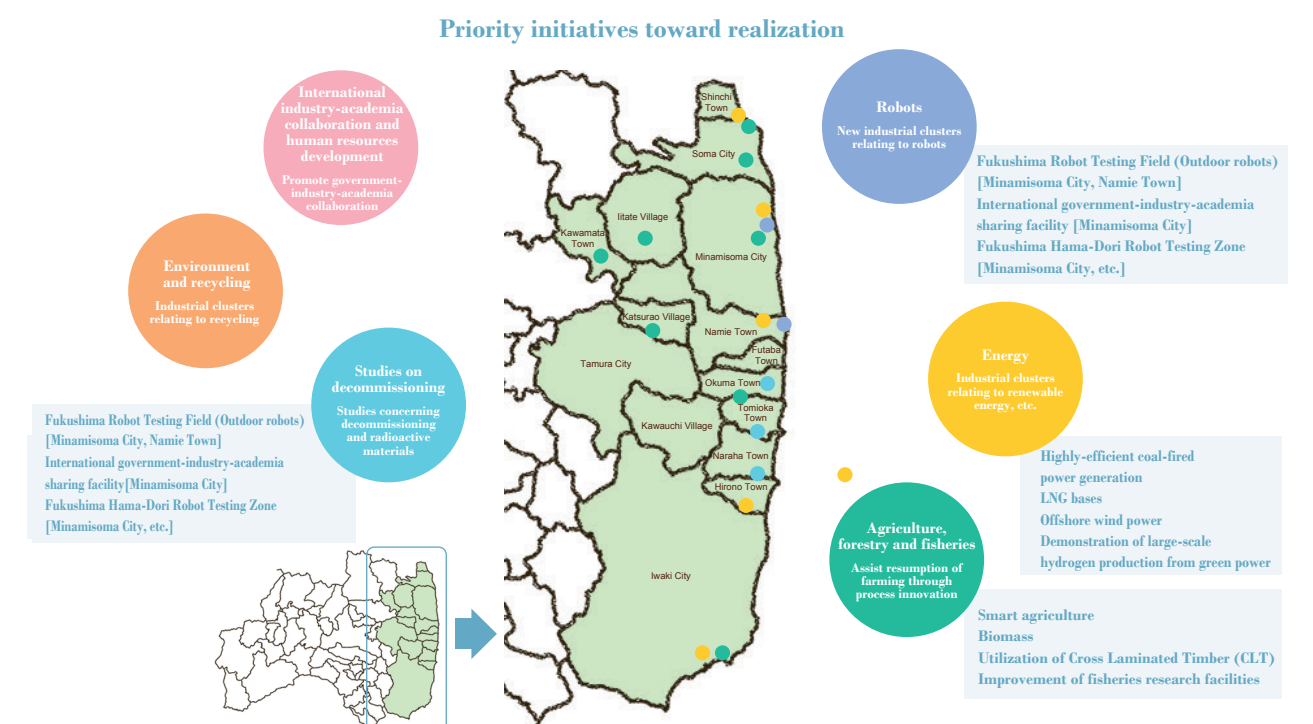 Priority initiatives toward realization
International
industry-academia
collaboration and
human resources
development
Promote government-
industry-academia
collaboration
Environment
and recycling
Industrial clusters
relating to recycling
Studies on
decommissioning
Studies concerning
decommissioning
and radioactive
materials
Fukushima Robot Testing Field (Outdoor robots)
[Minamisoma City, Namie Town]
International government-industry-academia
sharing facility[Minamisoma City]
Fukushima Hama-Dori Robot Testing Zone
[Minamisoma City, etc.]
Shinchi
Town
Soma City
Iitate Village
Kawamata
Town
Minamisoma City
Katsurao Village
Namie Town
Futaba
Town
Tamura City
Okuma Town
Tomioka
Town
Kawauchi Village
Naraha Town
Hirono Town
Iwaki City
Robots
New industrial clusters
relating to robots
Fukushima Robot Testing Field (Outdoor robots)
[Minamisoma City, Namie Town]
International government-industry-academia
sharing facility [Minamisoma City]
Fukushima Hama-Dori Robot Testing Zone
[Minamisoma City, etc.]
Energy
Industrial clusters
relating to renewable
energy, etc.
Highly-efficient coal-fired
power generation
LNG bases
Offshore wind power
Demonstration of large-scale
hydrogen production from green power
Agriculture,
forestry and fisheries
Assist resumption of
farming through
process innovation
Smart agriculture
Biomass
Utilization of Cross Laminated Timber (CLT)
Improvement of fisheries research facilities